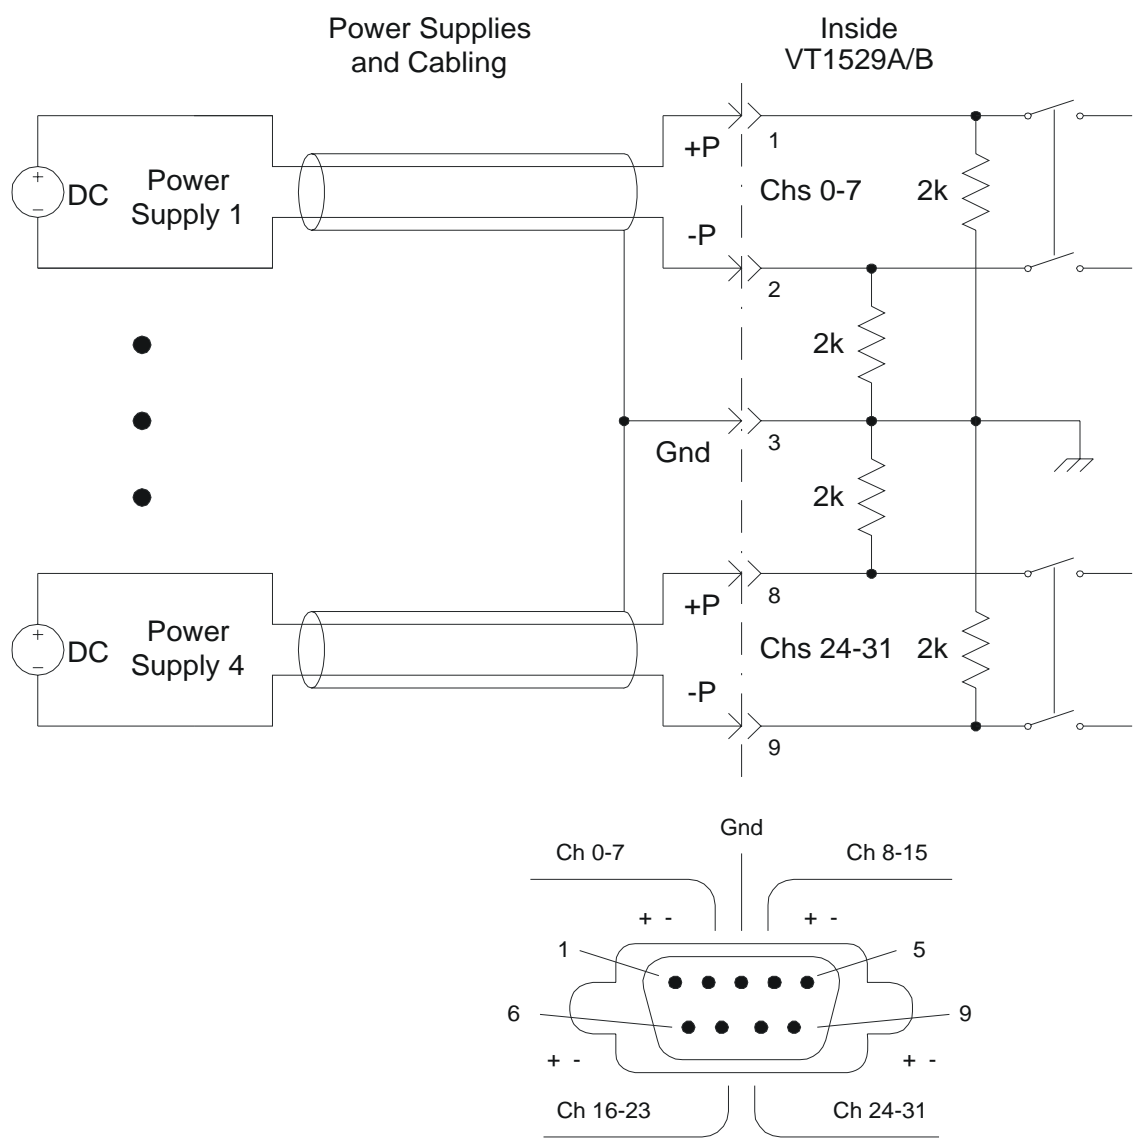 Power Supplies
and Cabling
Inside
VT1529A/B
+P
1
+
−
DC
Power
Supply 1
Chs 0-7
2k
-P
2
2k
3
Gnd
2k
+P
8
+
−
DC
Power
Supply 4
Chs 24-31
2k
-P
9
Gnd
Ch 0-7
Ch 8-15
+ -
+ -
1
5
6
9
+ -
+ -
Ch 16-23
Ch 24-31